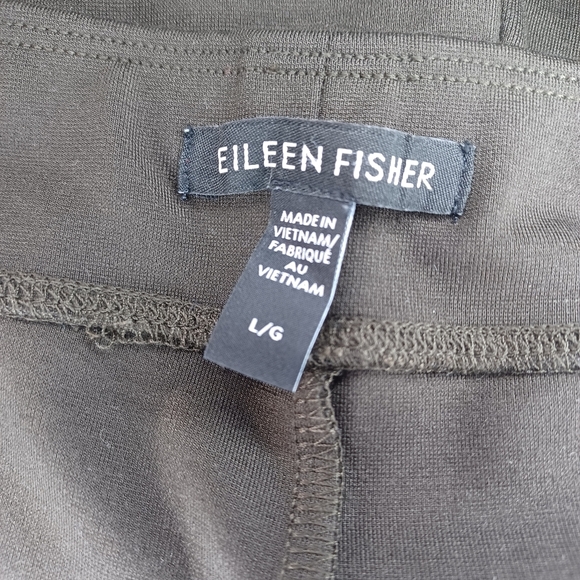 EILEEN FISHER
MADE IN
VIETNAM/
FABRIQUÉ
AU
VIETNAM
L/G